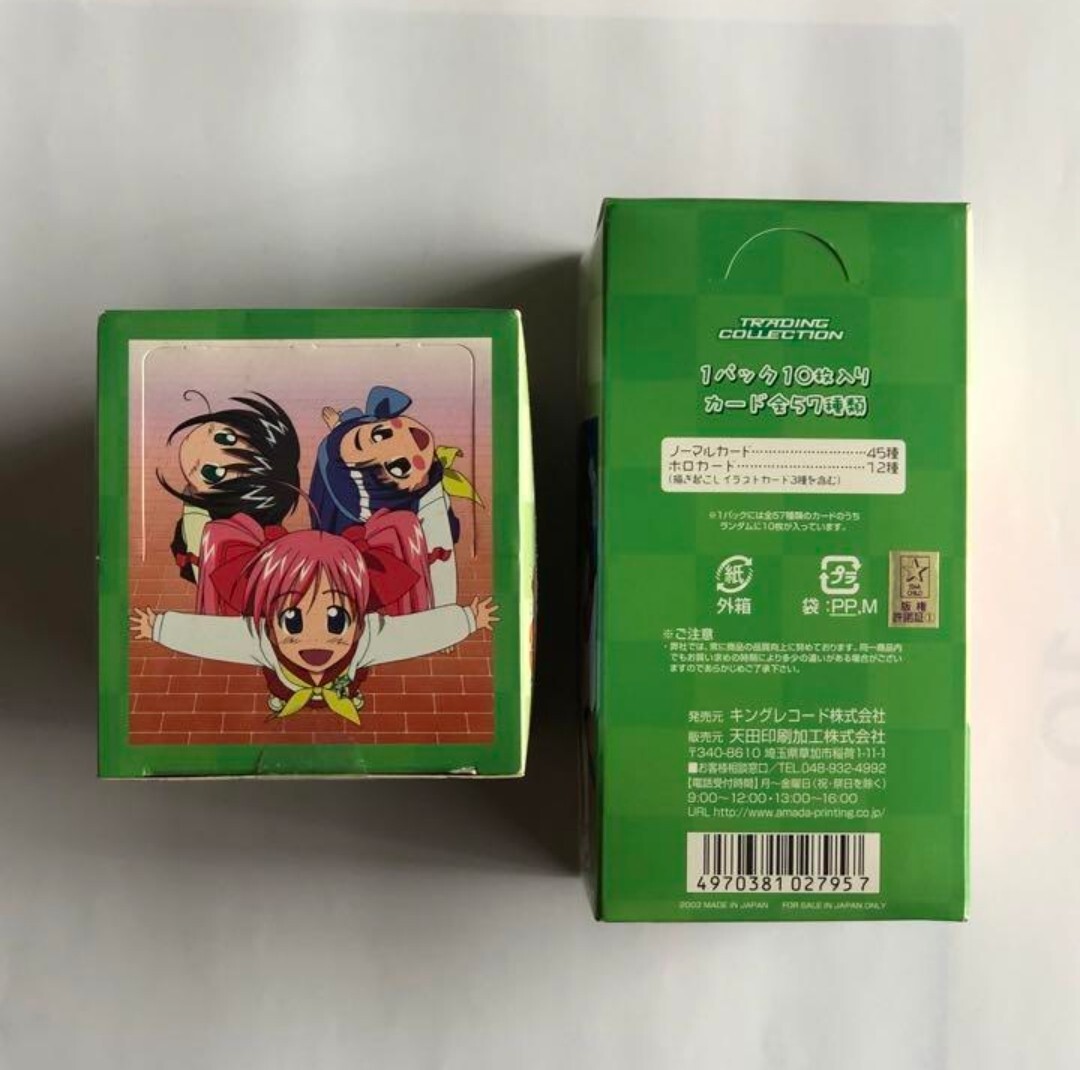 TRADING
COLLECTION
1パック10枚入り
カード全57種類
ノーマルカード……………………45種
ホロカード……………………12種
(描き起こしイラストカード3種を含む)
※1パックには全57種類のカードのうち
ランダムに10枚が入っています。
紙
外箱
プラ
袋:PP,M
版権
許諾証①
※ご注意
・弊社では、常に商品の品質向上に努めております。同一商品内
でもお買い求めの時期により多少の違いがある場合がござい
ますのであらかじめご了承下さい。
発売元 キングレコード株式会社
販売元 天田印刷加工株式会社
〒340-8610 埼玉県草加市稲荷1-11-1
■お客様相談窓口/TEL.048-932-4992
【電話受付時間】月～金曜日(祝・祭日を除く)
9:00～12:00・13:00～16:00
URL http://www.amada-printing.co.jp/
4970381027957
2002 MADE IN JAPAN FOR SALE IN JAPAN ONLY